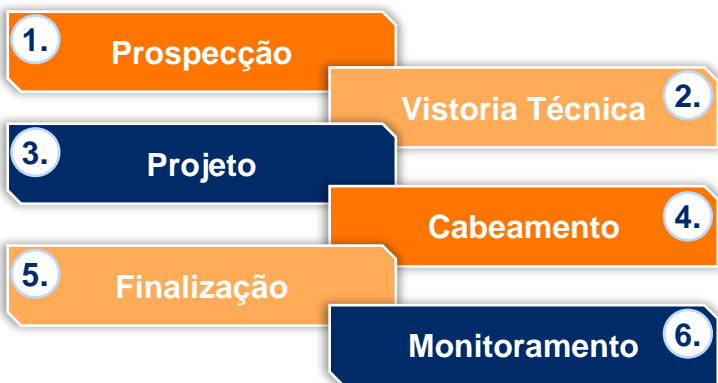 1. Prospecção
2. Vistoria Técnica
3. Projeto
4. Cabeamento
5. Finalização
6. Monitoramento